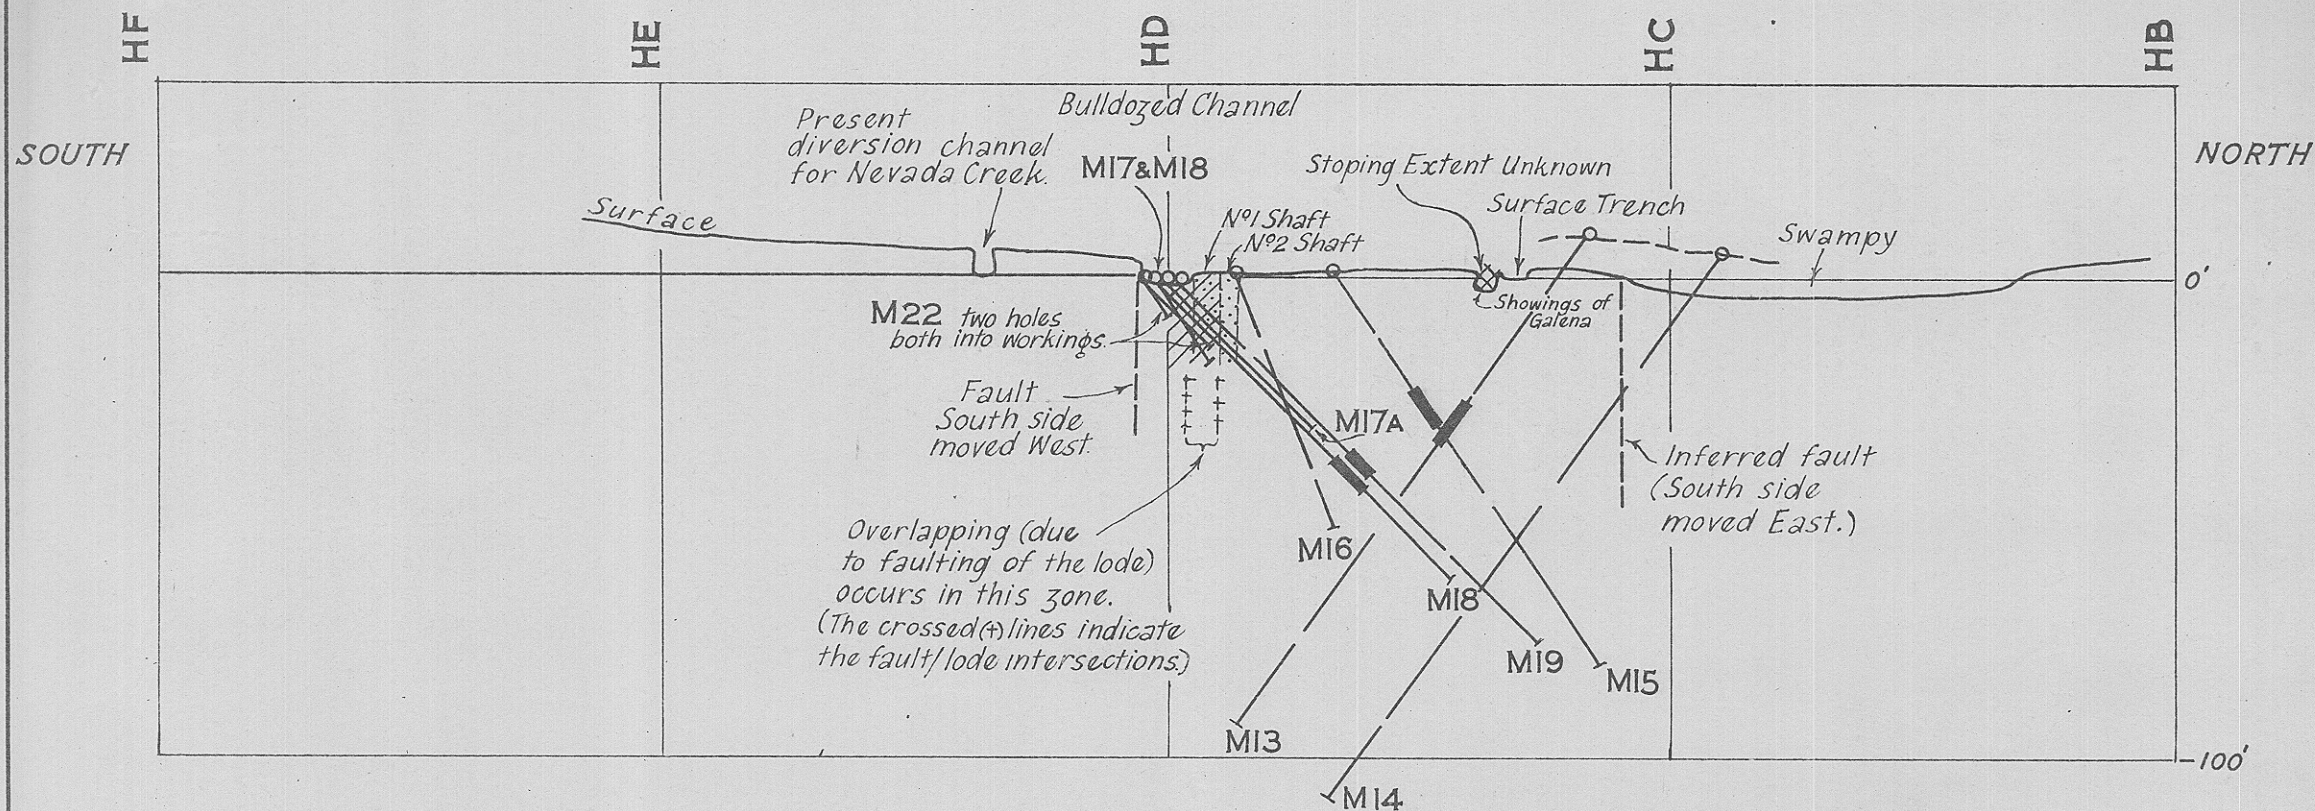 HF
HE
HD
HC
HB
SOUTH
NORTH
Bulldozed Channel
Present
diversion channel
for Nevada Creek.
M17&M18
Stoping Extent Unknown
Surface Trench
Surface
Nº1 Shaft
Nº2 Shaft
Swampy
0'
M22 two holes
both into workings.
Showings of
Galena
Fault
South side
moved West.
M17A
Inferred fault
(South side
moved East.)
Overlapping (due
to faulting of the lode)
occurs in this zone.
(The crossed (+) lines indicate
the fault/lode intersections.)
M16
M18
M19
M15
M13
M14
-100'